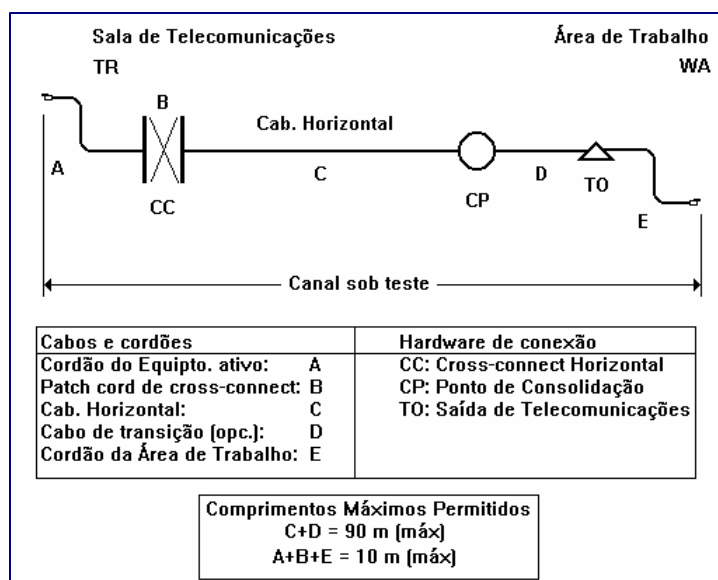 Sala de Telecomunicações
Área de Trabalho
TR
WA
B
Cab. Horizontal
A
C
D
CC
CP
TO
E
Canal sob teste
Cabos e cordões
Hardware de conexão
Cordão do Equipto. ativo: A
CC: Cross-connect Horizontal
Patch cord de cross-connect: B
CP: Ponto de Consolidação
Cab. Horizontal: C
TO: Saída de Telecomunicações
Cabo de transição (opc.): D
Cordão da Área de Trabalho: E
Comprimentos Máximos Permitidos
C+D = 90 m (máx)
A+B+E = 10 m (máx)